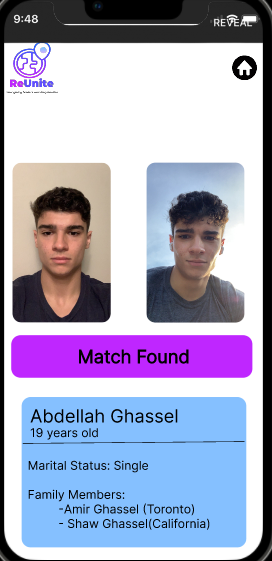 9:48
REVEAL
ReUnite
Match Found
Abdellah Ghassel
19 years old
Marital Status: Single
Family Members:
-Amir Ghassel (Toronto)
- Shaw Ghassel(California)